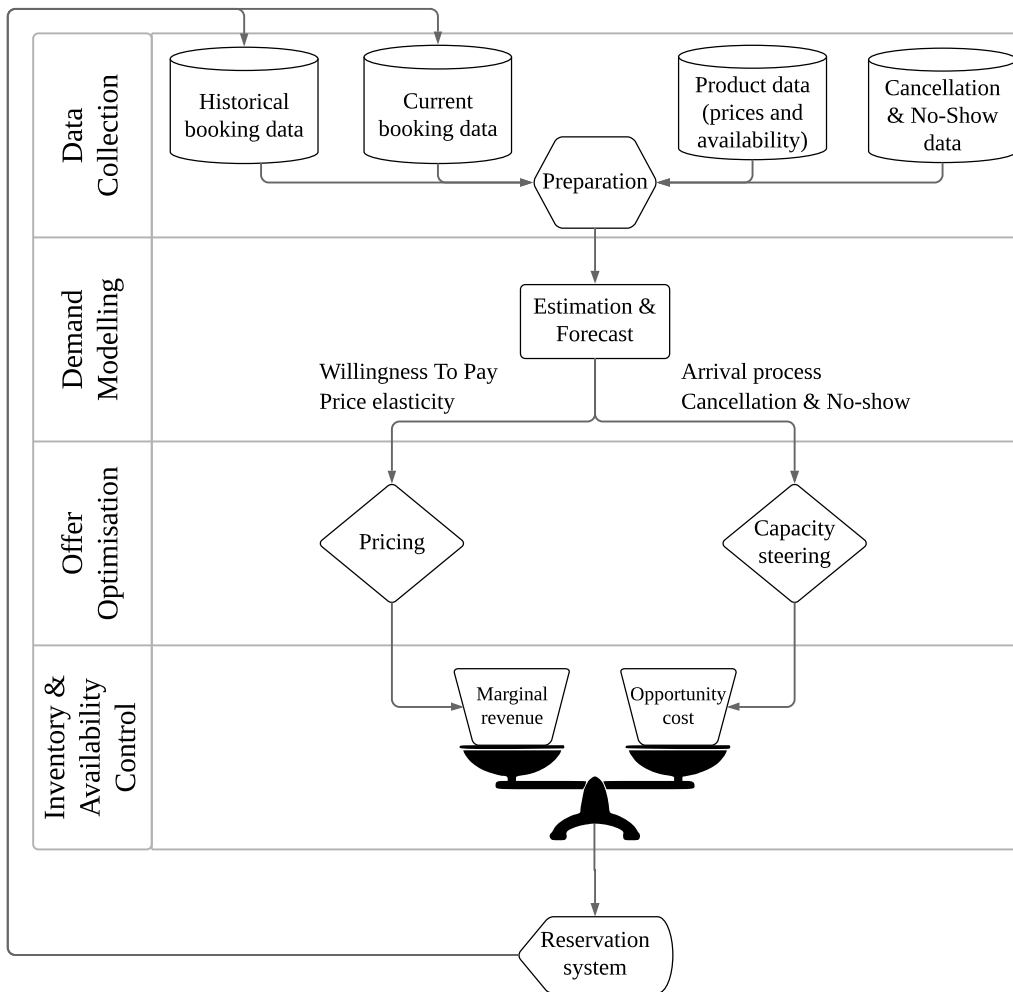 Data
Collection
Historical
booking data
Current
booking data
Product data
(prices and
availability)
Cancellation
& No-Show
data
Preparation
Demand
Modelling
Estimation &
Forecast
Willingness To Pay
Price elasticity
Arrival process
Cancellation & No-show
Offer
Optimisation
Pricing
Capacity
steering
Inventory &
Availability
Control
Marginal
revenue
Opportunity
cost
Reservation
system